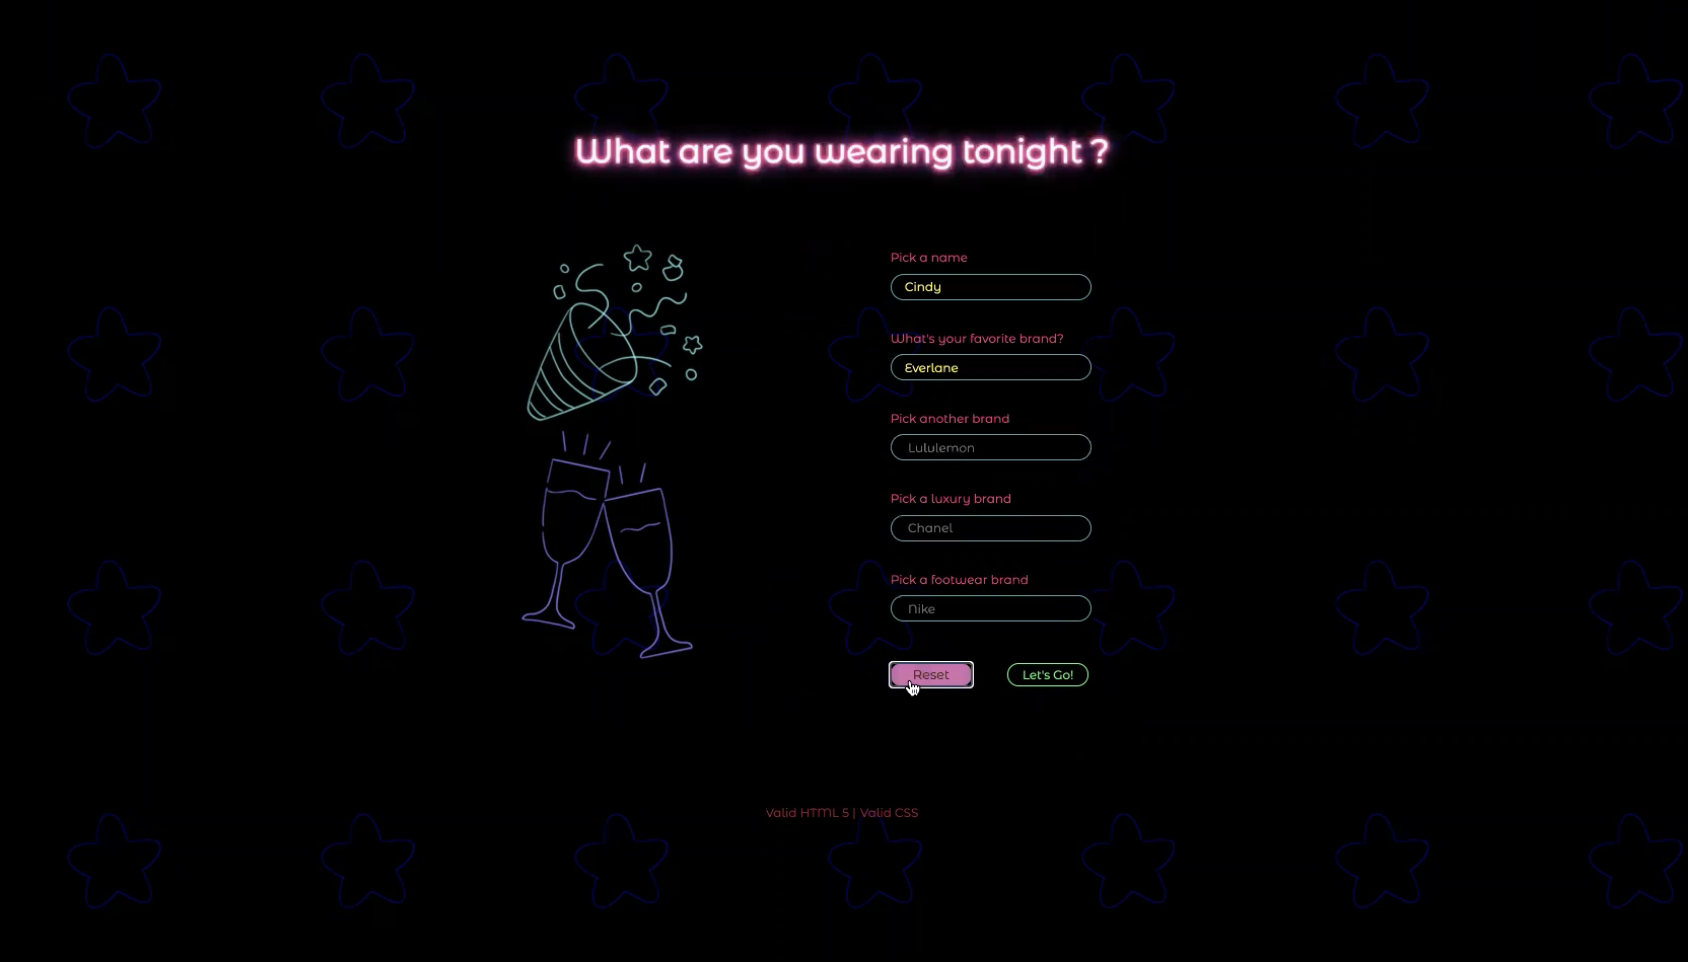 What are you wearing tonight ?
Pick a name
Cindy
What's your favorite brand?
Everlane
Pick another brand
Lululemon
Pick a luxury brand
Chanel
Pick a footwear brand
Nike
Reset
Let's Go!
Valid HTML 5 | Valid CSS